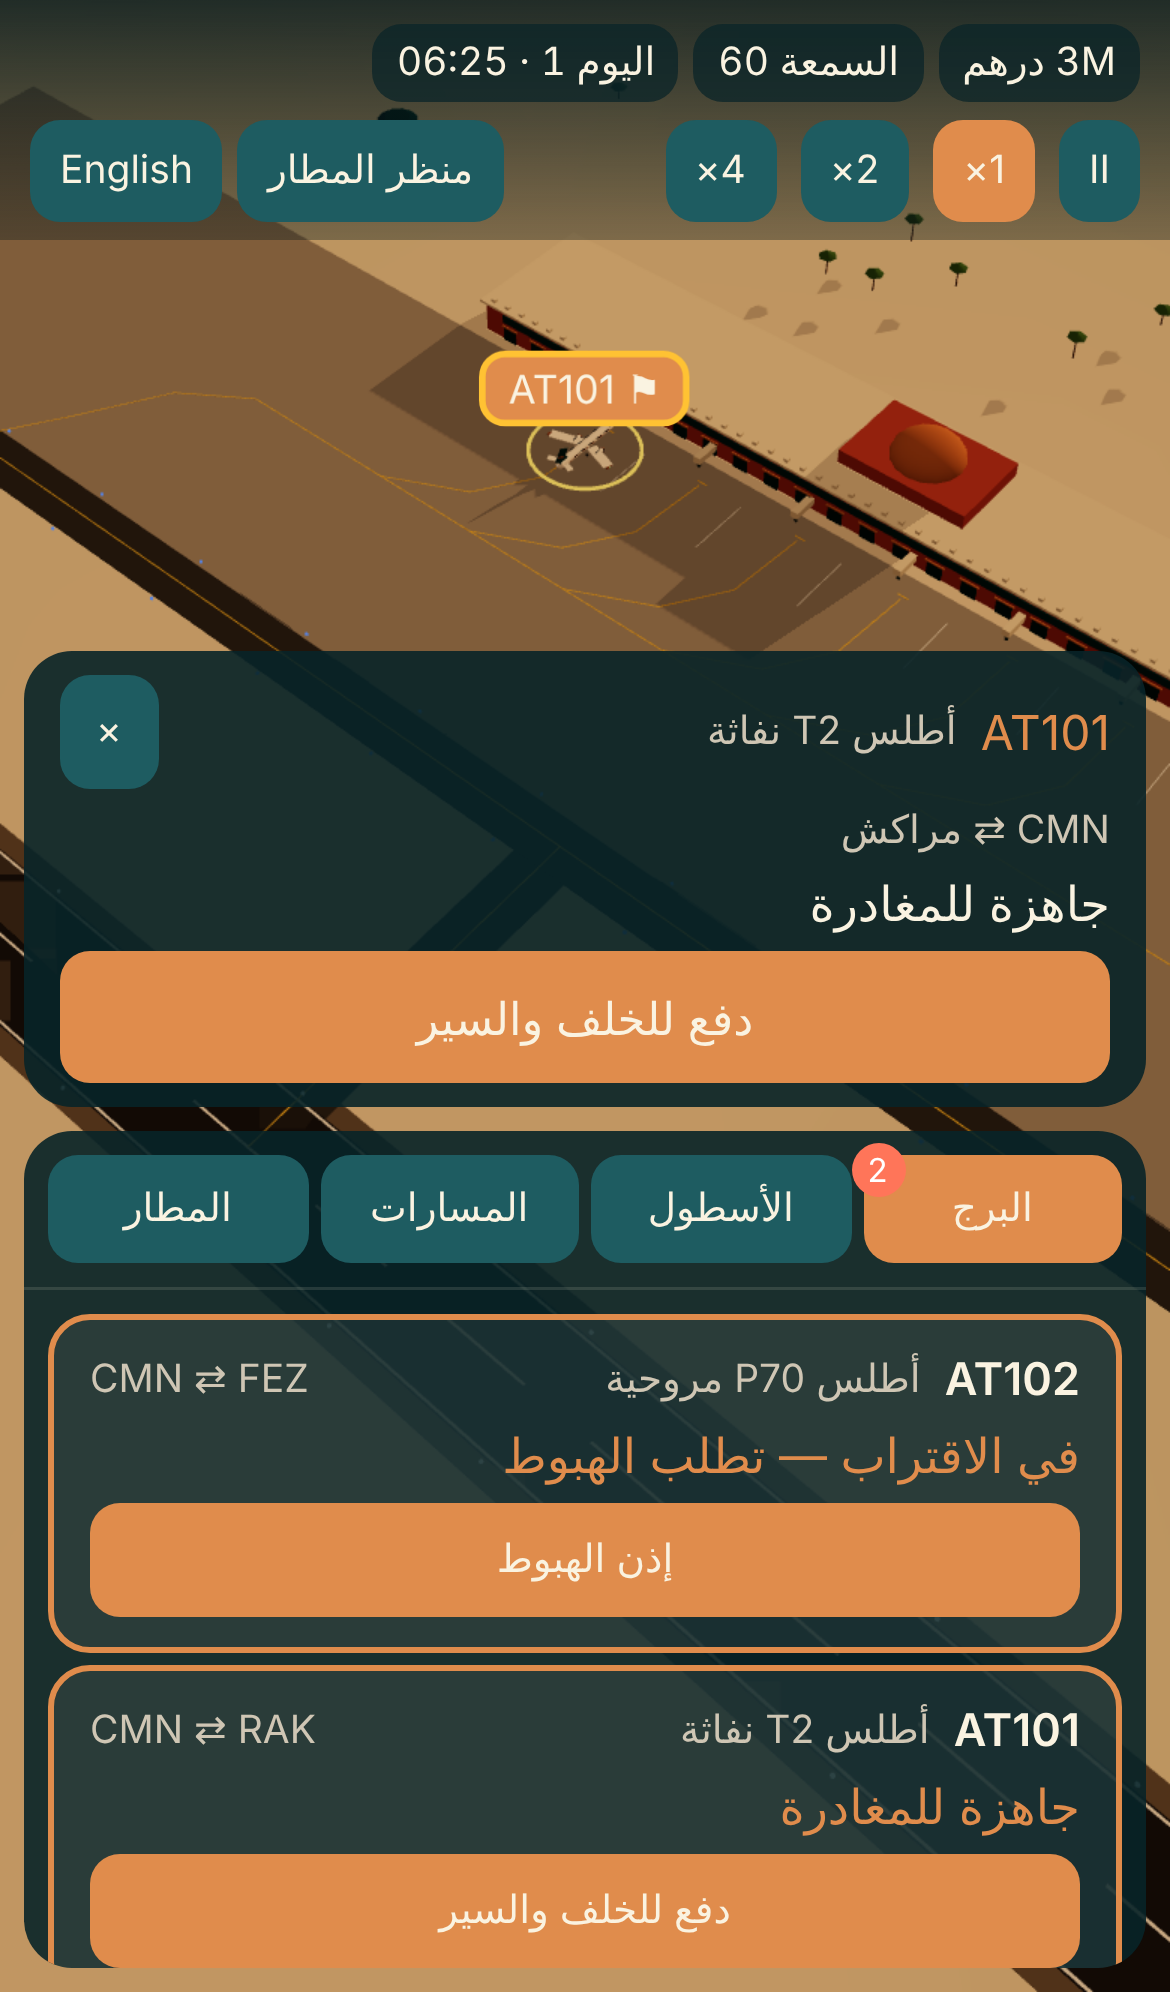 3M درهم السمعة 60 اليوم 1 · 06:25
II ×1 ×2 ×4 منظر المطار English
AT101 ⚑
AT101 أطلس T2 نفاثة ×
CMN ⇄ مراكش
جاهزة للمغادرة
دفع للخلف والسير
البرج 2 الأسطول المسارات المطار
AT102 أطلس P70 مروحية CMN ⇄ FEZ
في الاقتراب — تطلب الهبوط
إذن الهبوط
AT101 أطلس T2 نفاثة CMN ⇄ RAK
جاهزة للمغادرة
دفع للخلف والسير